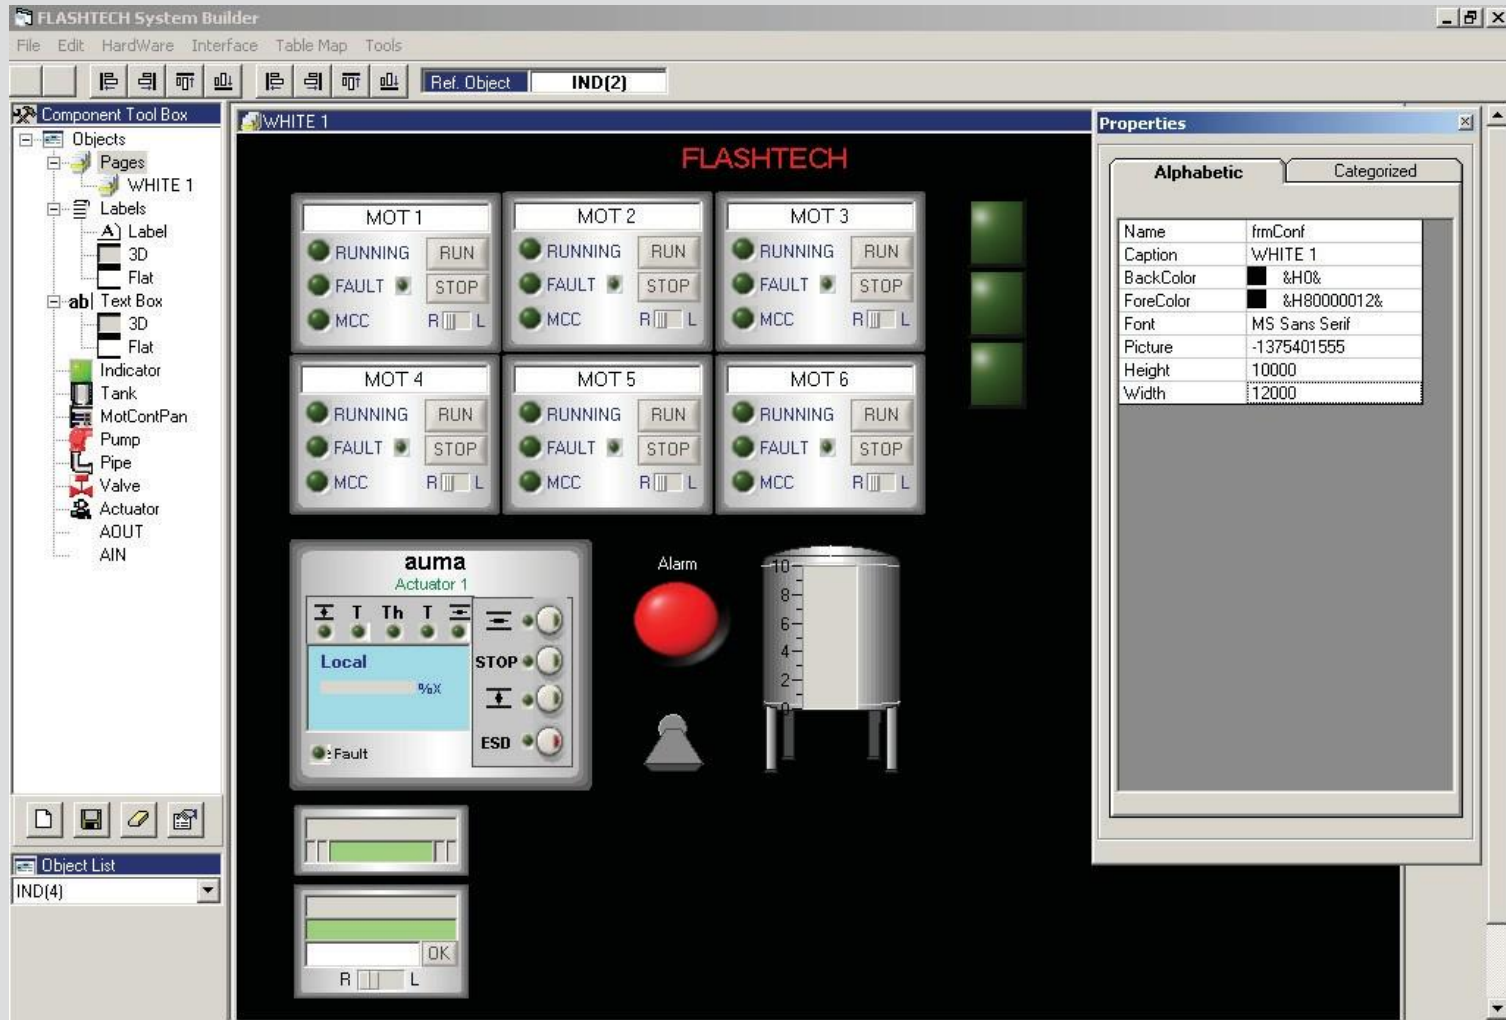 FLASHTECH System Builder
File Edit HardWare Interface Table Map Tools
Ref. Object IND(2)
Component Tool Box
Objects
Pages
WHITE 1
Labels
A Label
3D
Flat
ab Text Box
3D
Flat
Indicator
Tank
MotContPan
Pump
Pipe
Valve
Actuator
AOUT
AIN
Object List
IND(4)
WHITE 1
FLASHTECH
MOT 1 MOT 2 MOT 3
RUNNING RUN RUNNING RUN RUNNING RUN
FAULT STOP FAULT STOP FAULT STOP
MCC R L MCC R L MCC R L
MOT 4 MOT 5 MOT 6
RUNNING RUN RUNNING RUN RUNNING RUN
FAULT STOP FAULT STOP FAULT STOP
MCC R L MCC R L MCC R L
auma
Actuator 1
T Th T
Local
%X
STOP
ESD
Fault
Alarm
10
8
6
4
2
0
OK
R L
Properties
Alphabetic Categorized
Name frmConf
Caption WHITE 1
BackColor &H0&
ForeColor &H80000012&
Font MS Sans Serif
Picture -1375401555
Height 10000
Width 12000